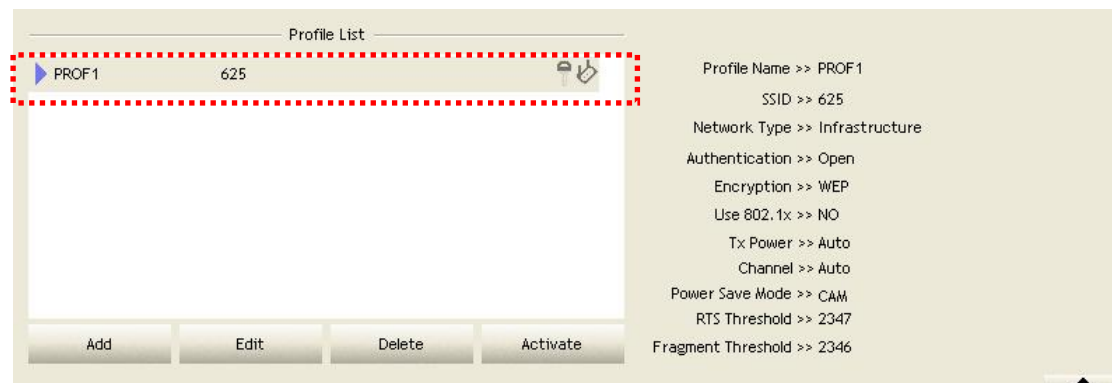 Profile List
PROF1 625
Add Edit Delete Activate
Profile Name >> PROF1
SSID >> 625
Network Type >> Infrastructure
Authentication >> Open
Encryption >> WEP
Use 802.1x >> NO
Tx Power >> Auto
Channel >> Auto
Power Save Mode >> CAM
RTS Threshold >> 2347
Fragment Threshold >> 2346